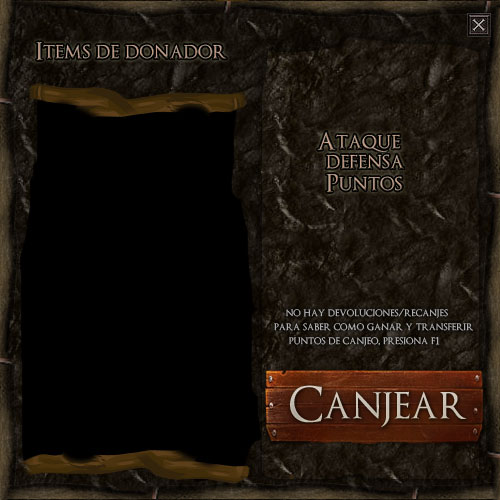 Items de donador
Ataque
defensa
Puntos
no hay devoluciones/recanjes
para saber como ganar y transferir
puntos de canjeo, presiona F1
Canjear